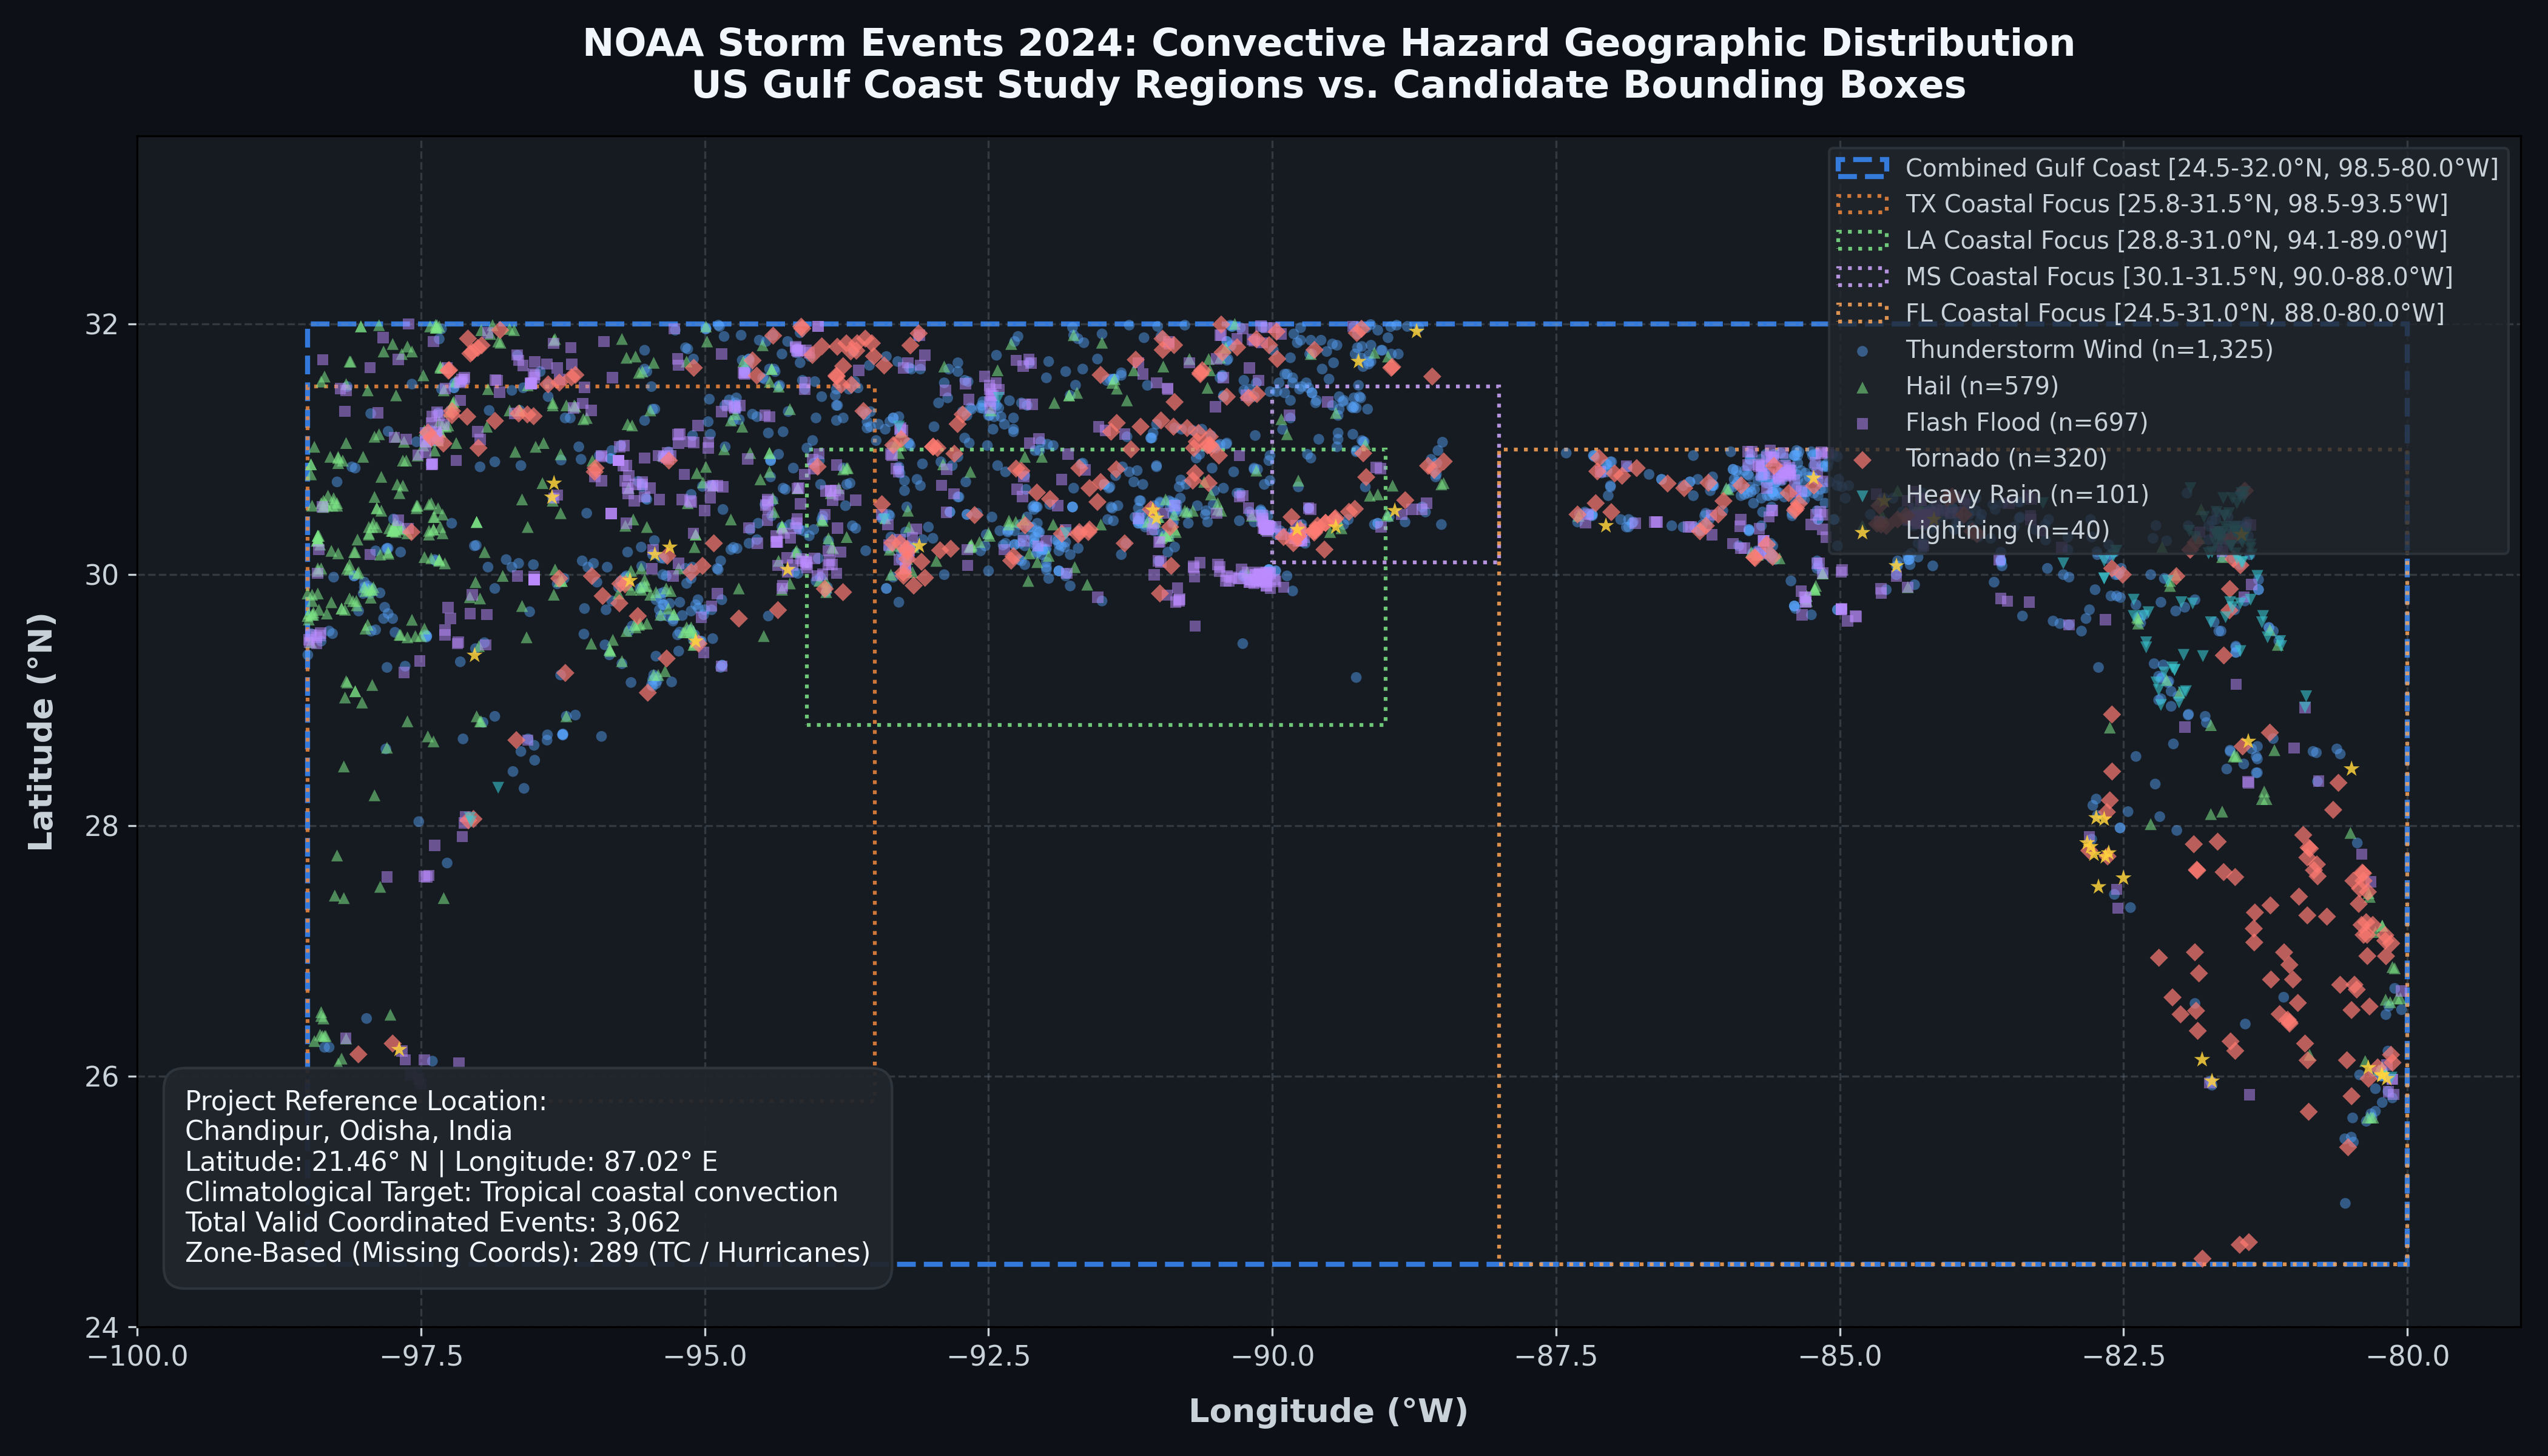 NOAA Storm Events 2024: Convective Hazard Geographic Distribution
US Gulf Coast Study Regions vs. Candidate Bounding Boxes
Combined Gulf Coast [24.5-32.0°N, 98.5-80.0°W]
TX Coastal Focus [25.8-31.5°N, 98.5-93.5°W]
LA Coastal Focus [28.8-31.0°N, 94.1-89.0°W]
MS Coastal Focus [30.1-31.5°N, 90.0-88.0°W]
FL Coastal Focus [24.5-31.0°N, 88.0-80.0°W]
Thunderstorm Wind (n=1,325)
Hail (n=579)
Flash Flood (n=697)
Tornado (n=320)
Heavy Rain (n=101)
Lightning (n=40)
Latitude (°N)
32
30
28
26
24
Project Reference Location:
Chandipur, Odisha, India
Latitude: 21.46° N | Longitude: 87.02° E
Climatological Target: Tropical coastal convection
Total Valid Coordinated Events: 3,062
Zone-Based (Missing Coords): 289 (TC / Hurricanes)
−100.0 −97.5 −95.0 −92.5 −90.0 −87.5 −85.0 −82.5 −80.0
Longitude (°W)